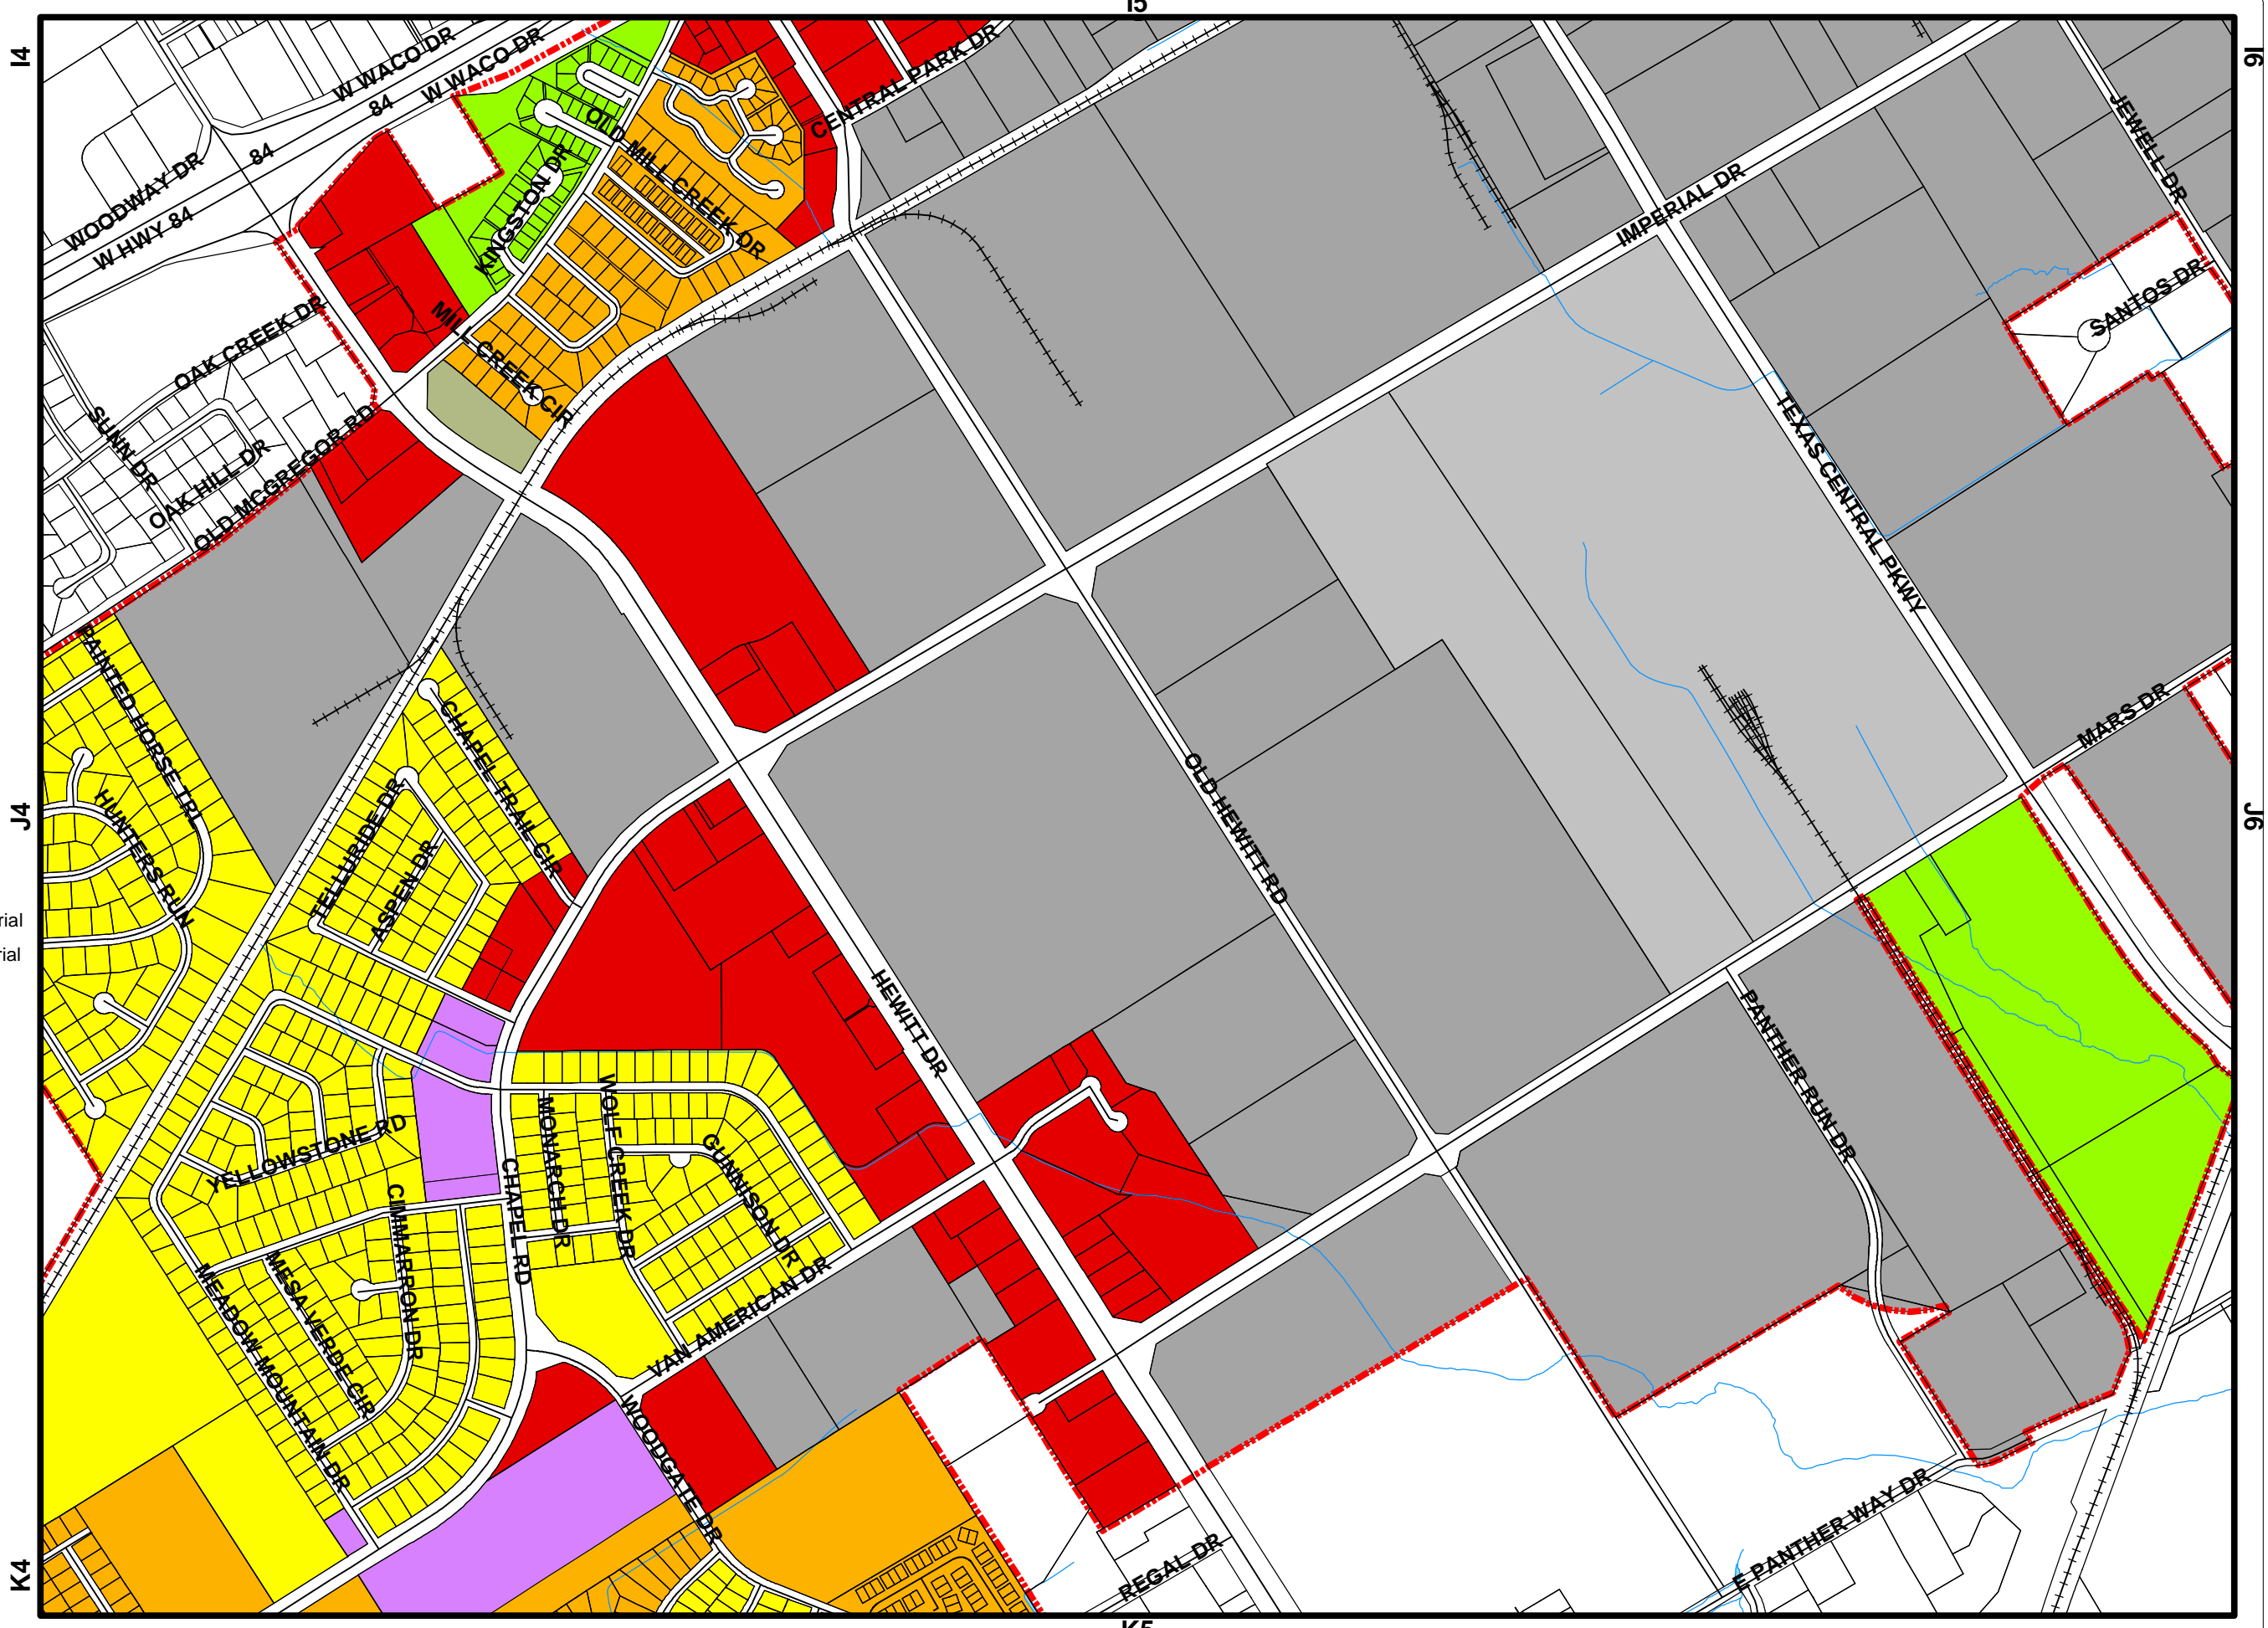 I5
I4
I6
W WACO DR
84
W WACO DR
84
WOODWAY DR
W HWY 84
CENTRAL PARK DR
OLD MILL CREEK DR
KINGSTON DR
JEWELL DR
IMPERIAL DR
SANTOS DR
OAK CREEK DR
MILL CREEK CIR
SUNN DR
OAK HILL DR
OLD MCGREGOR RD
TEXAS CENTRAL PKWY
PAINTED HORSE TRL
CHAPEL TRAIL CIR
MARS DR
J4
J6
HUNTERS RUN
TELLURIDE DR
ASPEN DR
OLD HEWITT RD
rial
rial
HEWITT DR
PANTHER RUN DR
YELLOWSTONE RD
MONARCH DR
WOLF CREEK DR
GUNNISON DR
CHAPEL RD
CIMMARRON DR
MESA VERDE CIR
MEADOW MOUNTAIN DR
VAN AMERICAN DR
WOODGATE DR
K4
REGAL DR
E PANTHER WAY DR
K5